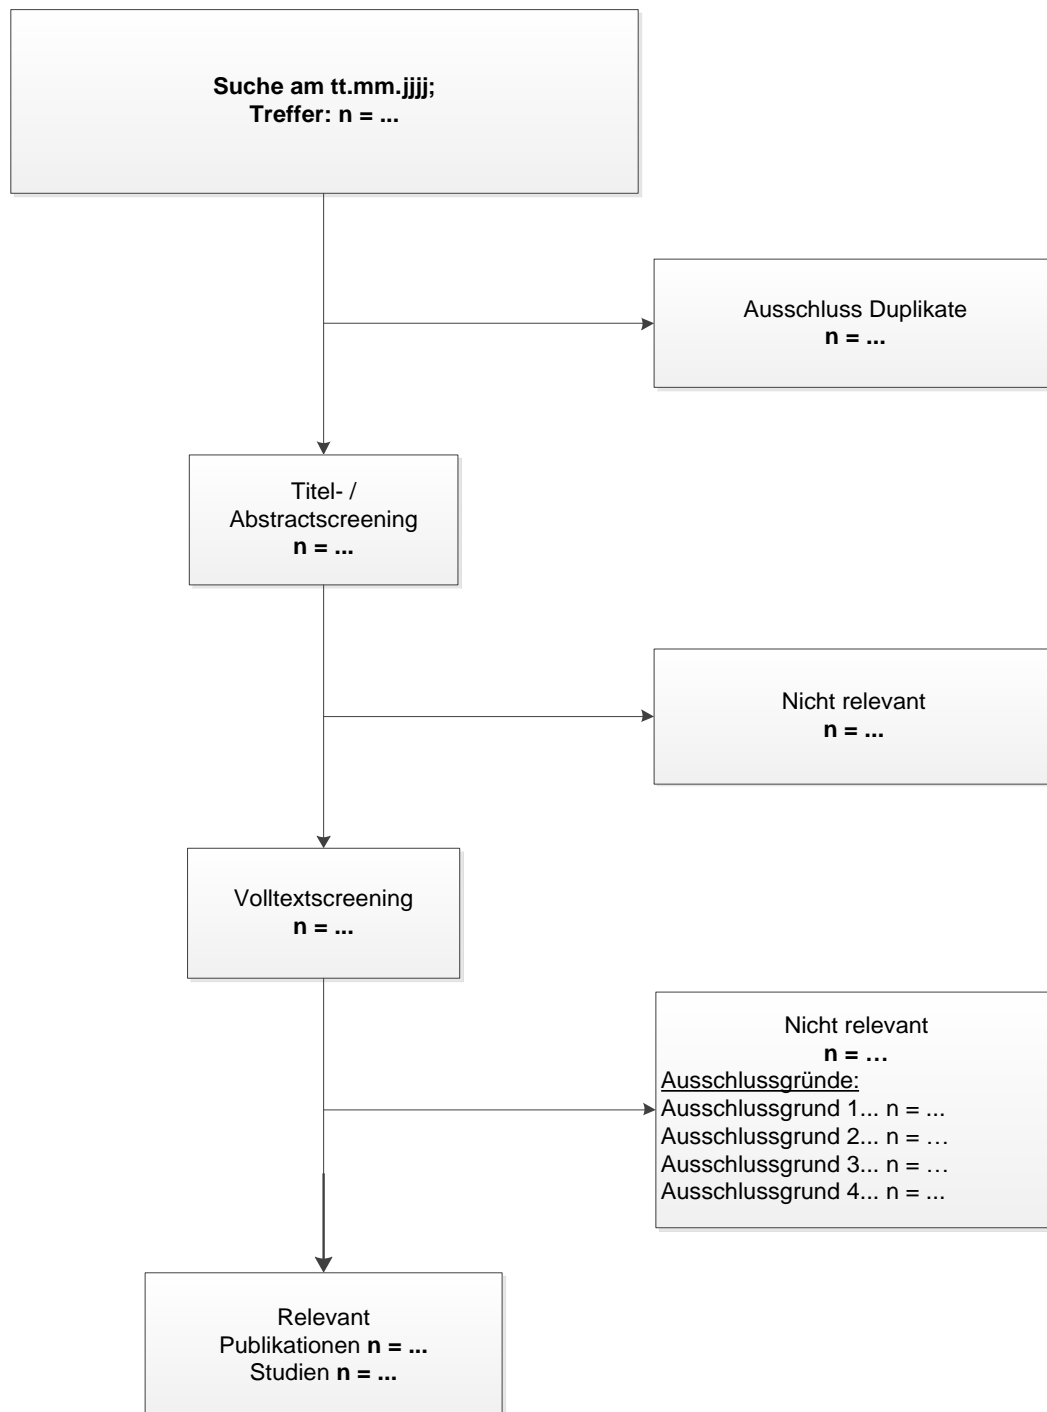 Suche am tt.mm.jjjj;
Treffer: n = ...
Ausschluss Duplikate
n = ...
Titel- /
Abstractscreening
n = ...
Nicht relevant
n = ...
Volltextscreening
n = ...
Nicht relevant
n = …
Ausschlussgründe:
Ausschlussgrund 1... n = ...
Ausschlussgrund 2... n = …
Ausschlussgrund 3... n = …
Ausschlussgrund 4... n = ...
Relevant
Publikationen n = ...
Studien n = ...